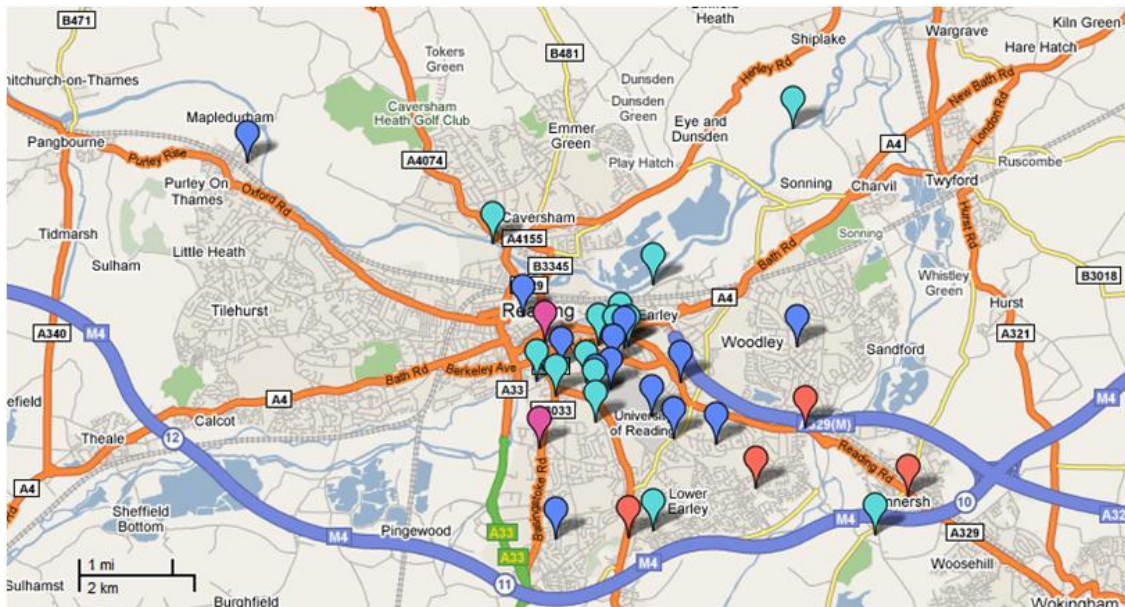 B471
Heath
Kiln Green
Wargrave
Shiplake
Hare Hatch
B481
Tokers
Green
Henley Rd
New Bath Rd
London Rd
Dunsden
Dunsden
Green
Caversham
Heath Golf Club
Mapledurham
Emmer
Green
Eye and
Dunsden
A4
Pangbourne
A4074
Play Hatch
Ruscombe
Purley Rise
Sonning
Charvil
Twyford
Purley On
Thames
Oxford Rd
Caversham
Hurst Rd
Tidmarsh
Little Heath
A4155
Sonning
Sulham
B3345
Bath Rd
Whistley
Green
B3018
A4
Reading
Hurst
Tilehurst
Earley
A340
M4
Woodley
A321
Sandford
Berkeley Ave
Bath Rd
A33
M4
A4
Calcot
Theale
12
University
of Reading
A329(M)
Reading Rd
A4
Basingstoke Rd
Sheffield
Bottom
Lower
Earley
10
Pingewood
A33
M4
M4
A329
A33
M4
Woosehill
1 mi
2 km
11
Sulhamst
Burghfield
Wokingham